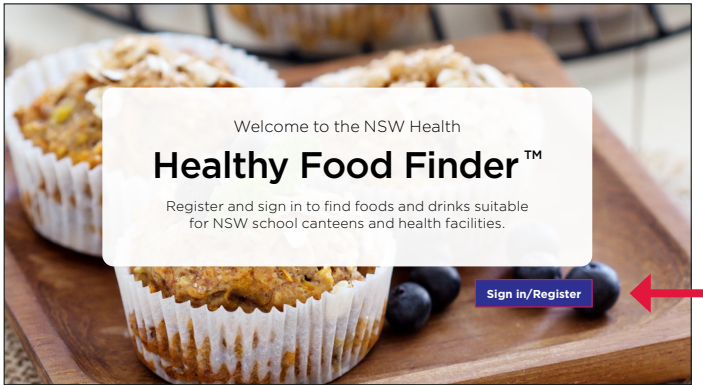 Welcome to the NSW Health
Healthy Food Finder™
Register and sign in to find foods and drinks suitable
for NSW school canteens and health facilities.
Sign in/Register